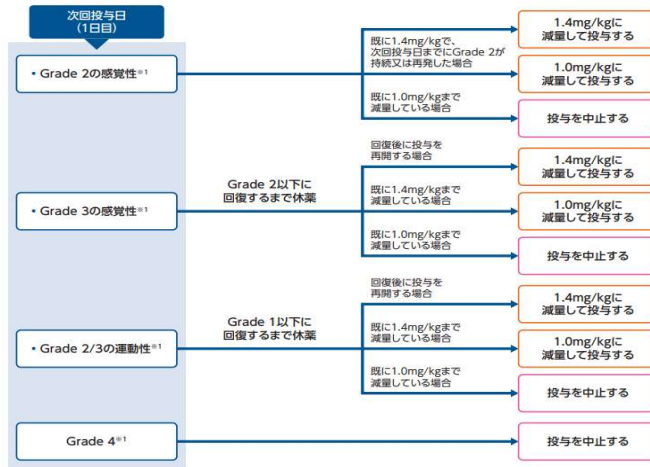 次回投与日
(1日目)
1.4mg/kgに
減量して投与する
既に1.4mg/kgで、
次回投与日までにGrade 2が
持続又は再発した場合
・Grade 2の感覚性※1
1.0mg/kgに
減量して投与する
既に1.0mg/kgまで
減量している場合
投与を中止する
回復後に投与を
再開する場合
1.4mg/kgに
減量して投与する
Grade 2以下に
回復するまで休薬
・Grade 3の感覚性※1
既に1.4mg/kgまで
減量している場合
1.0mg/kgに
減量して投与する
既に1.0mg/kgまで
減量している場合
投与を中止する
回復後に投与を
再開する場合
1.4mg/kgに
減量して投与する
Grade 1以下に
回復するまで休薬
・Grade 2/3の運動性※1
既に1.4mg/kgまで
減量している場合
1.0mg/kgに
減量して投与する
既に1.0mg/kgまで
減量している場合
投与を中止する
Grade 4※1
投与を中止する